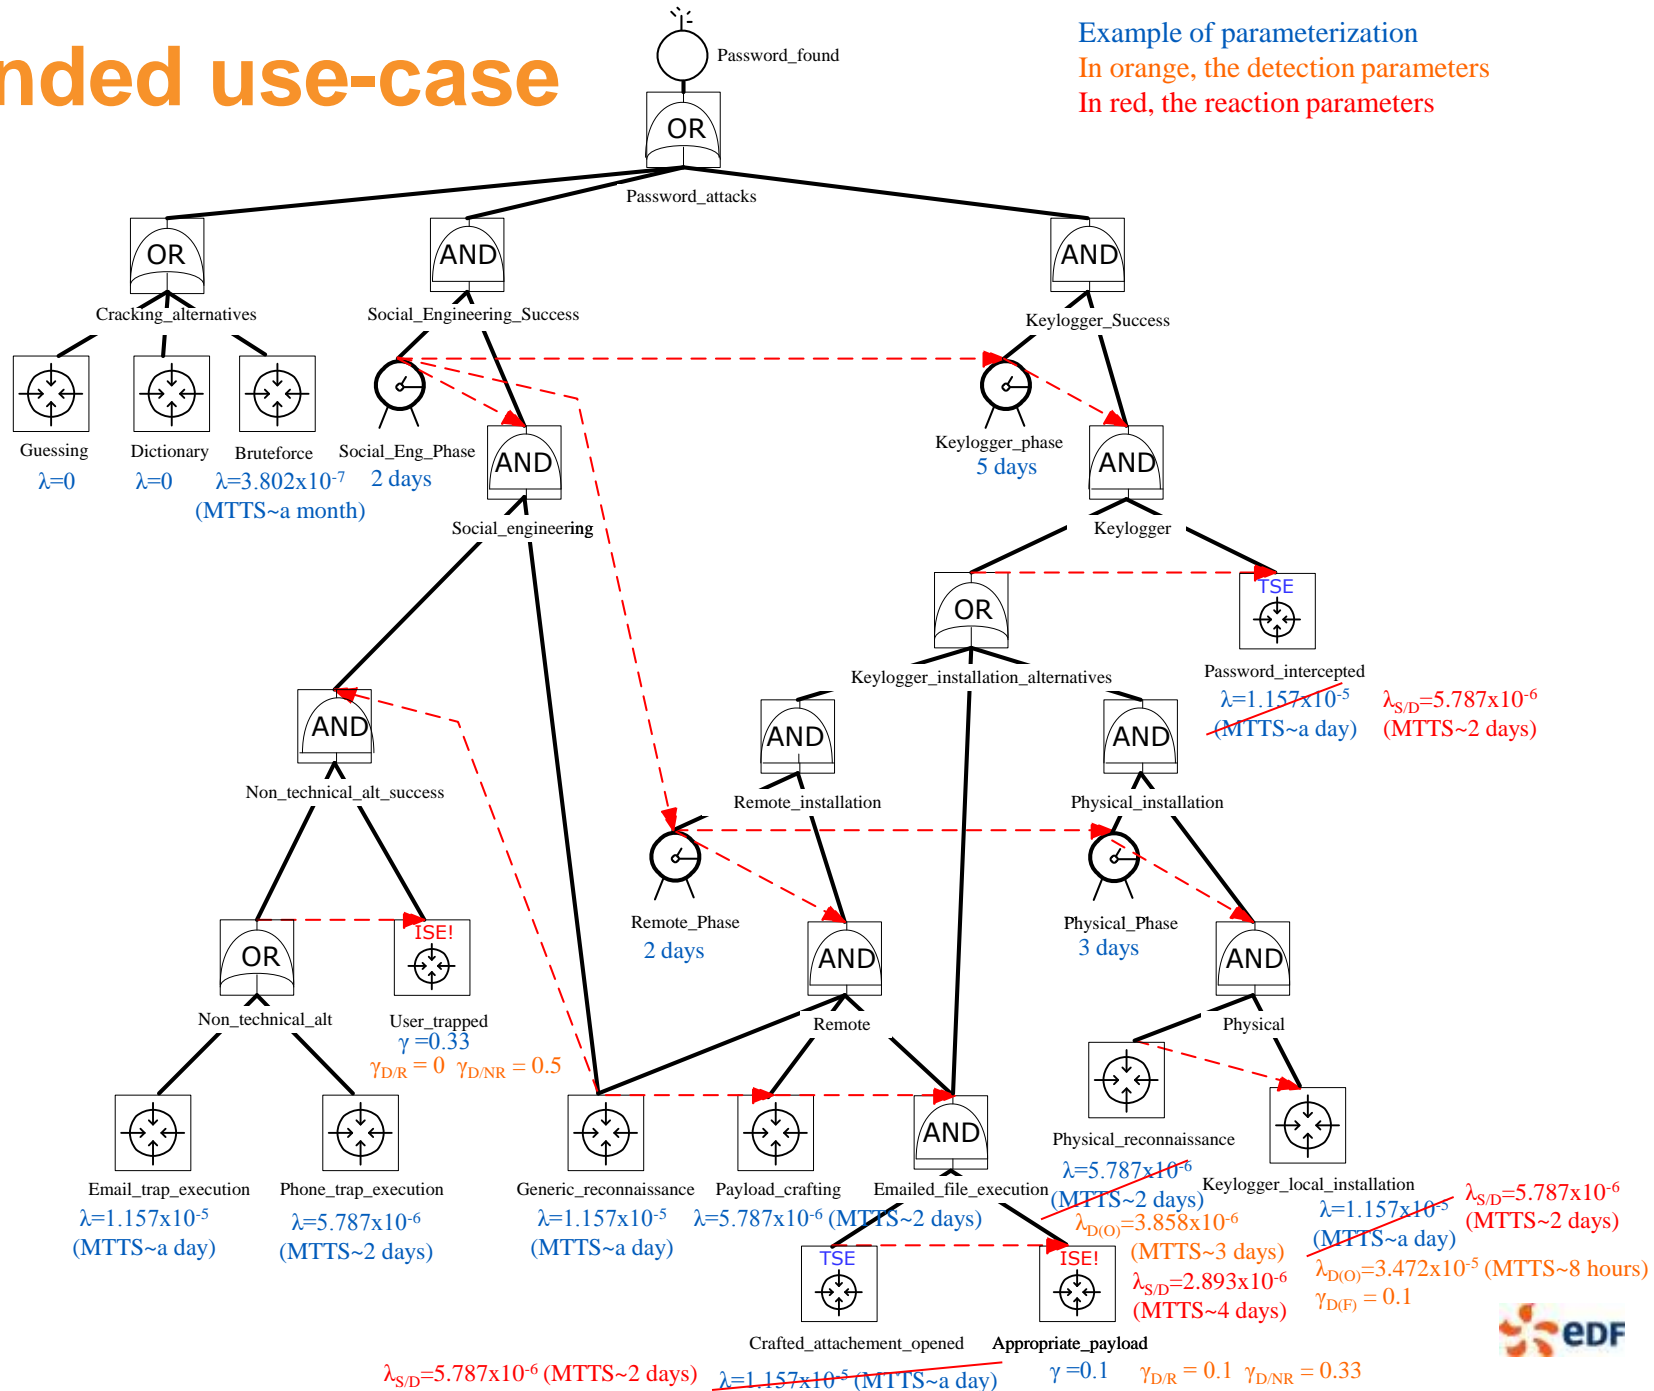 nded use-case
Example of parameterization
In orange, the detection parameters
In red, the reaction parameters
Password_found
OR
Password_attacks
OR
AND
AND
Cracking_alternatives
Social_Engineering_Success
Keylogger_Success
Guessing
λ=0
Dictionary
λ=0
Bruteforce
λ=3.802x10⁻⁷
(MTTS~a month)
Social_Eng_Phase
2 days
AND
Social_engineering
Keylogger_phase
5 days
AND
Keylogger
OR
Keylogger_installation_alternatives
TSE
Password_intercepted
λ=1.157x10⁻⁵
(MTTS~a day)
λS/D=5.787x10⁻⁶
(MTTS~2 days)
AND
Non_technical_alt_success
AND
Remote_installation
AND
Physical_installation
Remote_Phase
2 days
Physical_Phase
3 days
OR
Non_technical_alt
ISE!
User_trapped
γ =0.33
γD/R = 0 γD/NR = 0.5
AND
Remote
AND
Physical
Email_trap_execution
λ=1.157x10⁻⁵
(MTTS~a day)
Phone_trap_execution
λ=5.787x10⁻⁶
(MTTS~2 days)
Generic_reconnaissance
λ=1.157x10⁻⁵
(MTTS~a day)
Payload_crafting
λ=5.787x10⁻⁶ (MTTS~2 days)
AND
Emailed_file_execution
Physical_reconnaissance
λ=5.787x10⁻⁶
(MTTS~2 days)
λD(O)=3.858x10⁻⁶
(MTTS~3 days)
λS/D=2.893x10⁻⁶
(MTTS~4 days)
Keylogger_local_installation
λ=1.157x10⁻⁵
(MTTS~a day)
λS/D=5.787x10⁻⁶
(MTTS~2 days)
λD(O)=3.472x10⁻⁵ (MTTS~8 hours)
γD(F) = 0.1
TSE
Crafted_attachement_opened
λS/D=5.787x10⁻⁶ (MTTS~2 days)
λ=1.157x10⁻⁵ (MTTS~a day)
ISE!
Appropriate_payload
γ =0.1
γD/R = 0.1 γD/NR = 0.33
eDF